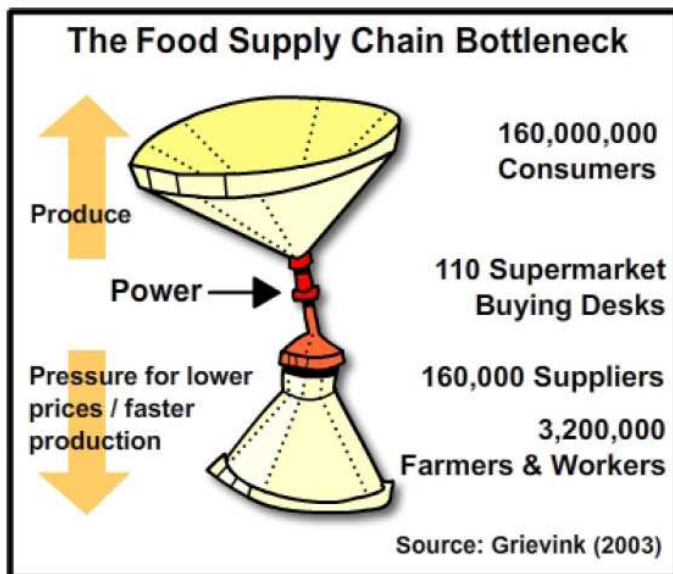 The Food Supply Chain Bottleneck
160,000,000
Consumers
Produce
110 Supermarket
Buying Desks
Power
Pressure for lower
prices / faster
production
160,000 Suppliers
3,200,000
Farmers & Workers
Source: Grievink (2003)